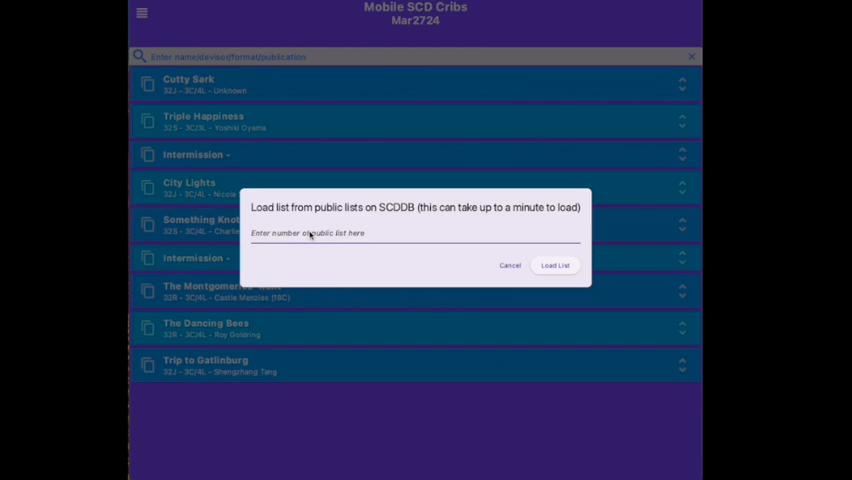 Mobile SCD Cribs
Mar2724
Enter name/devisor/format/publication
Cutty Sark
32J - 3C/4L - Unknown
Triple Happiness
32S - 3C/3L - Yoshiki Oyama
Intermission -
City Lights
32J - 3C/4L - Nicola
Load list from public lists on SCDDB (this can take up to a minute to load)
Something Knot
32S - 3C/4L - Charlie
Enter number of public list here
Intermission -
Cancel
Load List
The Montgomeries'
32R - 3C/4L - Castle Menzies (18C)
The Dancing Bees
32R - 3C/4L - Roy Goldring
Trip to Gatlinburg
32J - 3C/4L - Shengzhang Tang